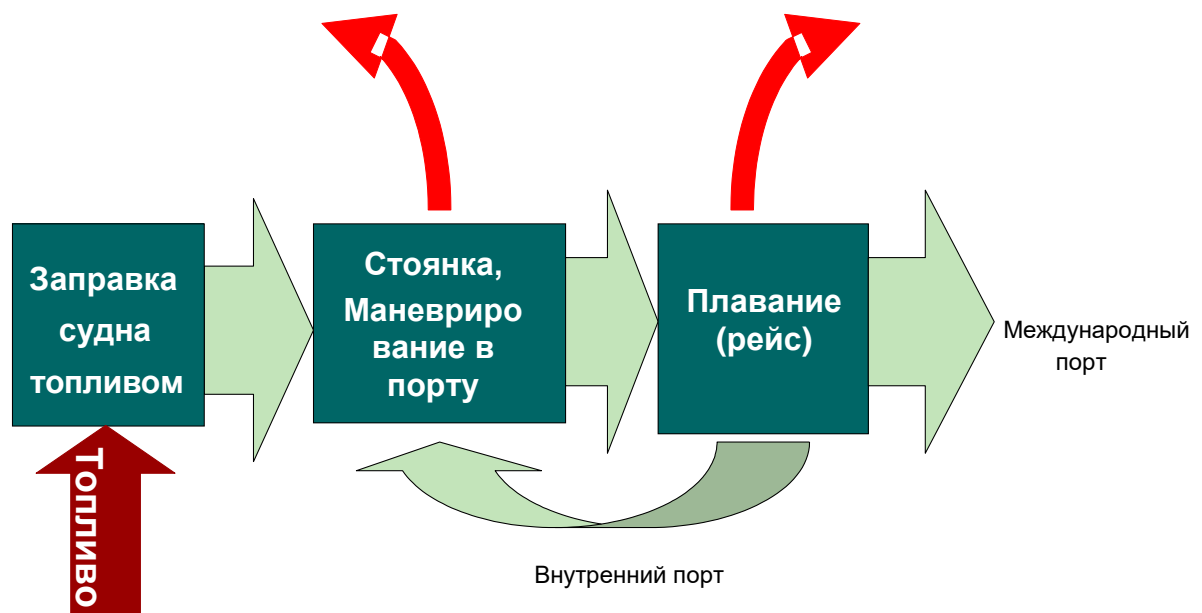 Заправка
судна
топливом
Стоянка,
Маневриро
вание в
порту
Плавание
(рейс)
Международный
порт
Топливо
Внутренний порт